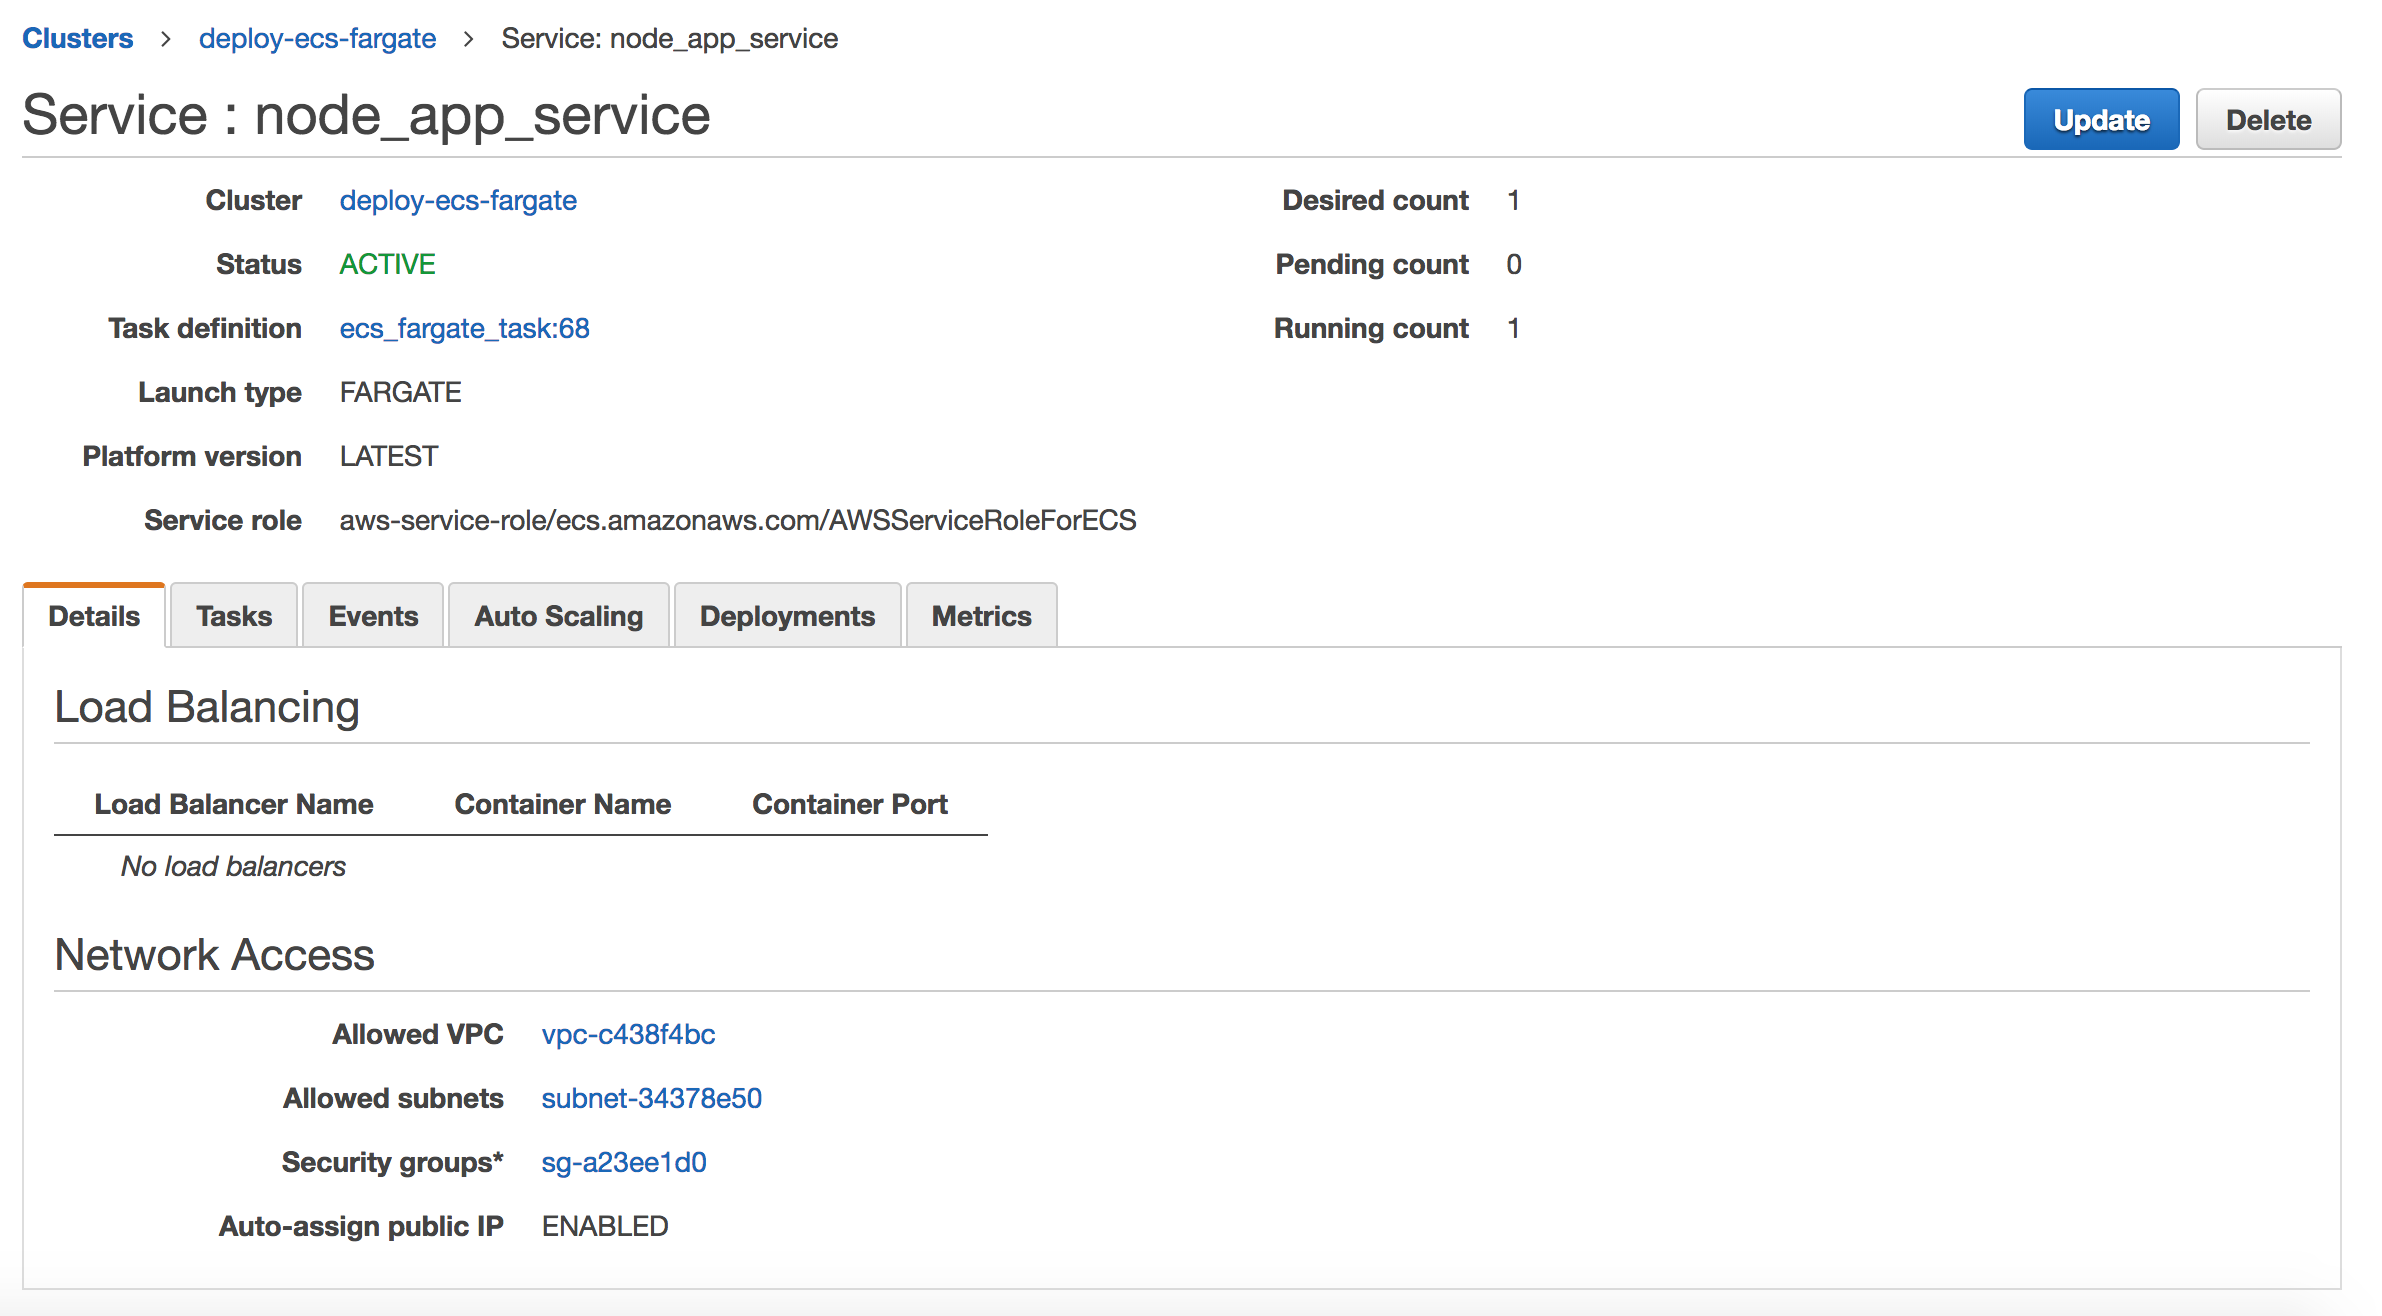 Clusters > deploy-ecs-fargate > Service: node_app_service
Service : node_app_service
Update Delete
Cluster deploy-ecs-fargate Desired count 1
Status ACTIVE Pending count 0
Task definition ecs_fargate_task:68 Running count 1
Launch type FARGATE
Platform version LATEST
Service role aws-service-role/ecs.amazonaws.com/AWSServiceRoleForECS
Details Tasks Events Auto Scaling Deployments Metrics
Load Balancing
Load Balancer Name Container Name Container Port
No load balancers
Network Access
Allowed VPC vpc-c438f4bc
Allowed subnets subnet-34378e50
Security groups* sg-a23ee1d0
Auto-assign public IP ENABLED